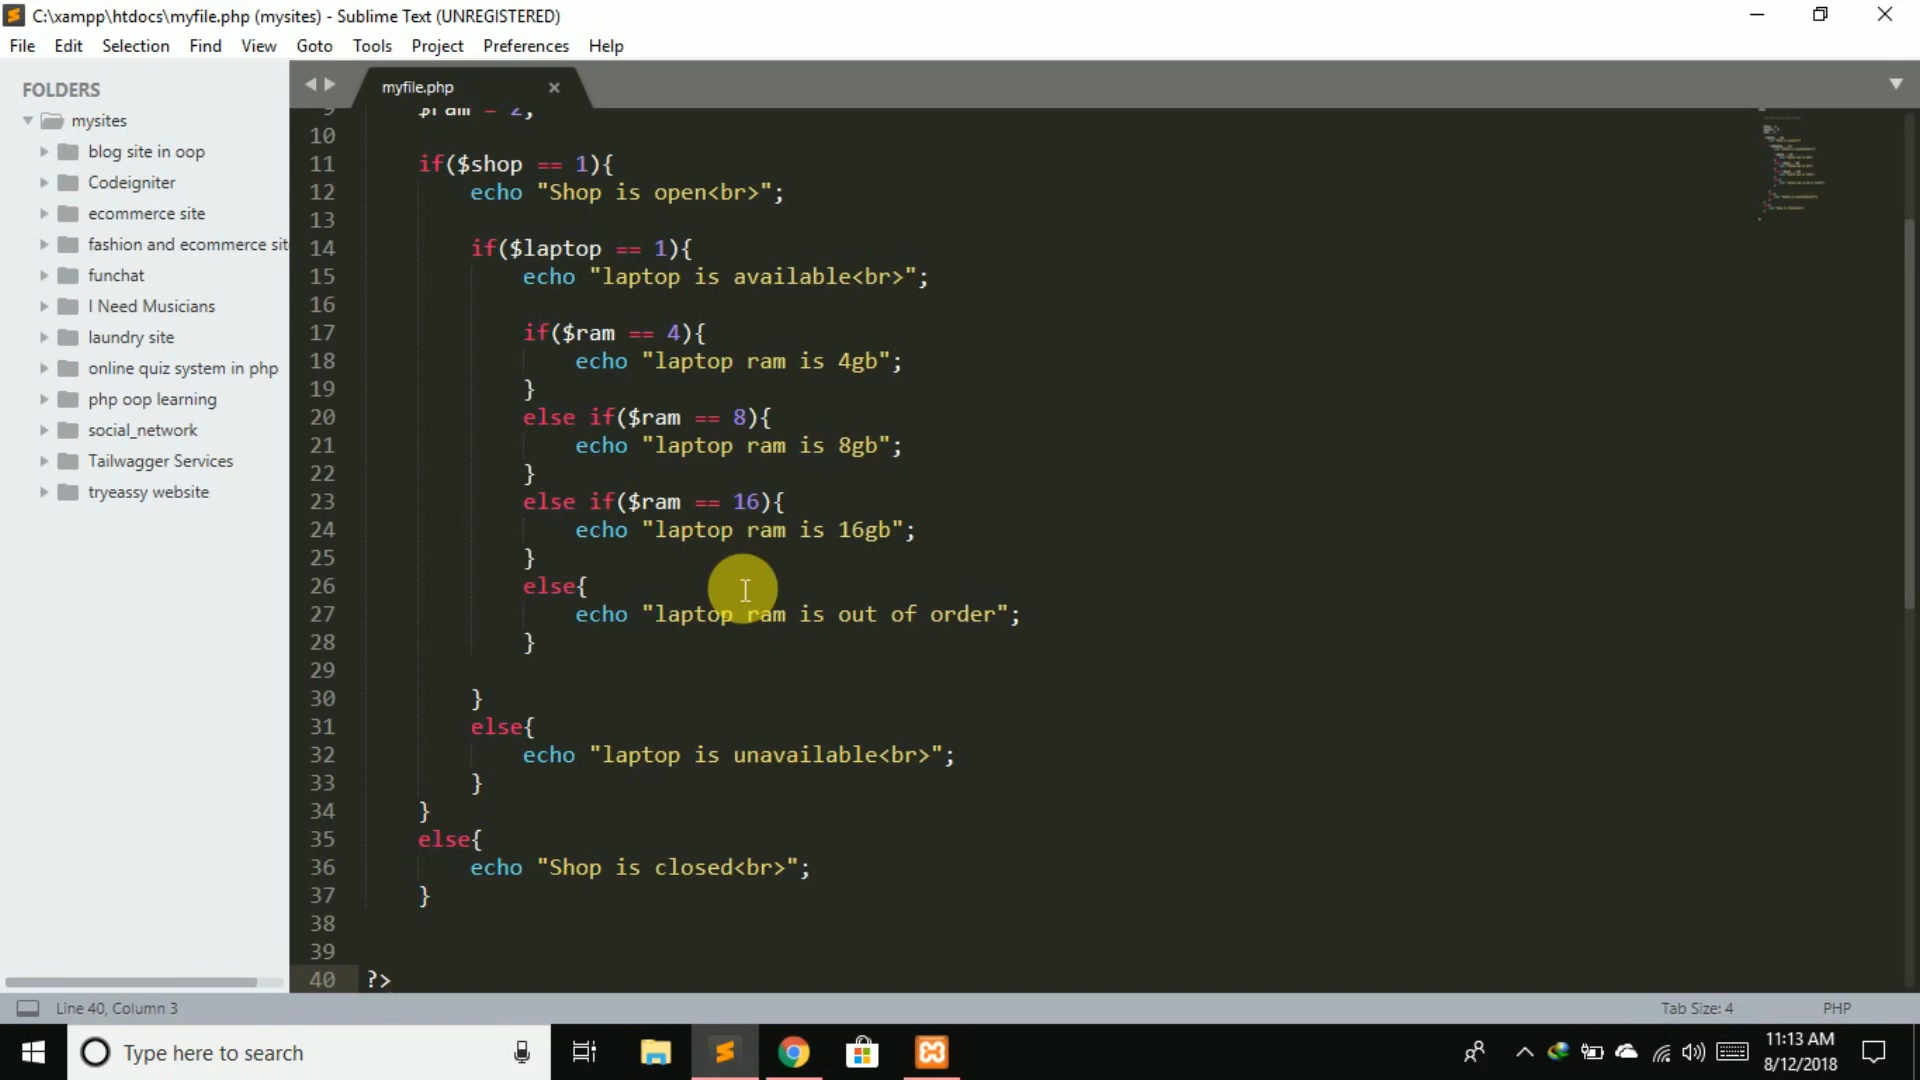 C:\xampp\htdocs\myfile.php (mysites) - Sublime Text (UNREGISTERED)
File Edit Selection Find View Goto Tools Project Preferences Help
FOLDERS
mysites
blog site in oop
Codeigniter
ecommerce site
fashion and ecommerce sit
funchat
I Need Musicians
laundry site
online quiz system in php
php oop learning
social_network
Tailwagger Services
tryeassy website
myfile.php
9 $ram = 2;
10
11 if($shop == 1){
12 echo "Shop is open<br>";
13
14 if($laptop == 1){
15 echo "laptop is available<br>";
16
17 if($ram == 4){
18 echo "laptop ram is 4gb";
19 }
20 else if($ram == 8){
21 echo "laptop ram is 8gb";
22 }
23 else if($ram == 16){
24 echo "laptop ram is 16gb";
25 }
26 else{
27 echo "laptop ram is out of order";
28 }
29
30 }
31 else{
32 echo "laptop is unavailable<br>";
33 }
34 }
35 else{
36 echo "Shop is closed<br>";
37 }
38
39
40 ?>
Line 40, Column 3
Tab Size: 4
PHP
Type here to search
11:13 AM
8/12/2018